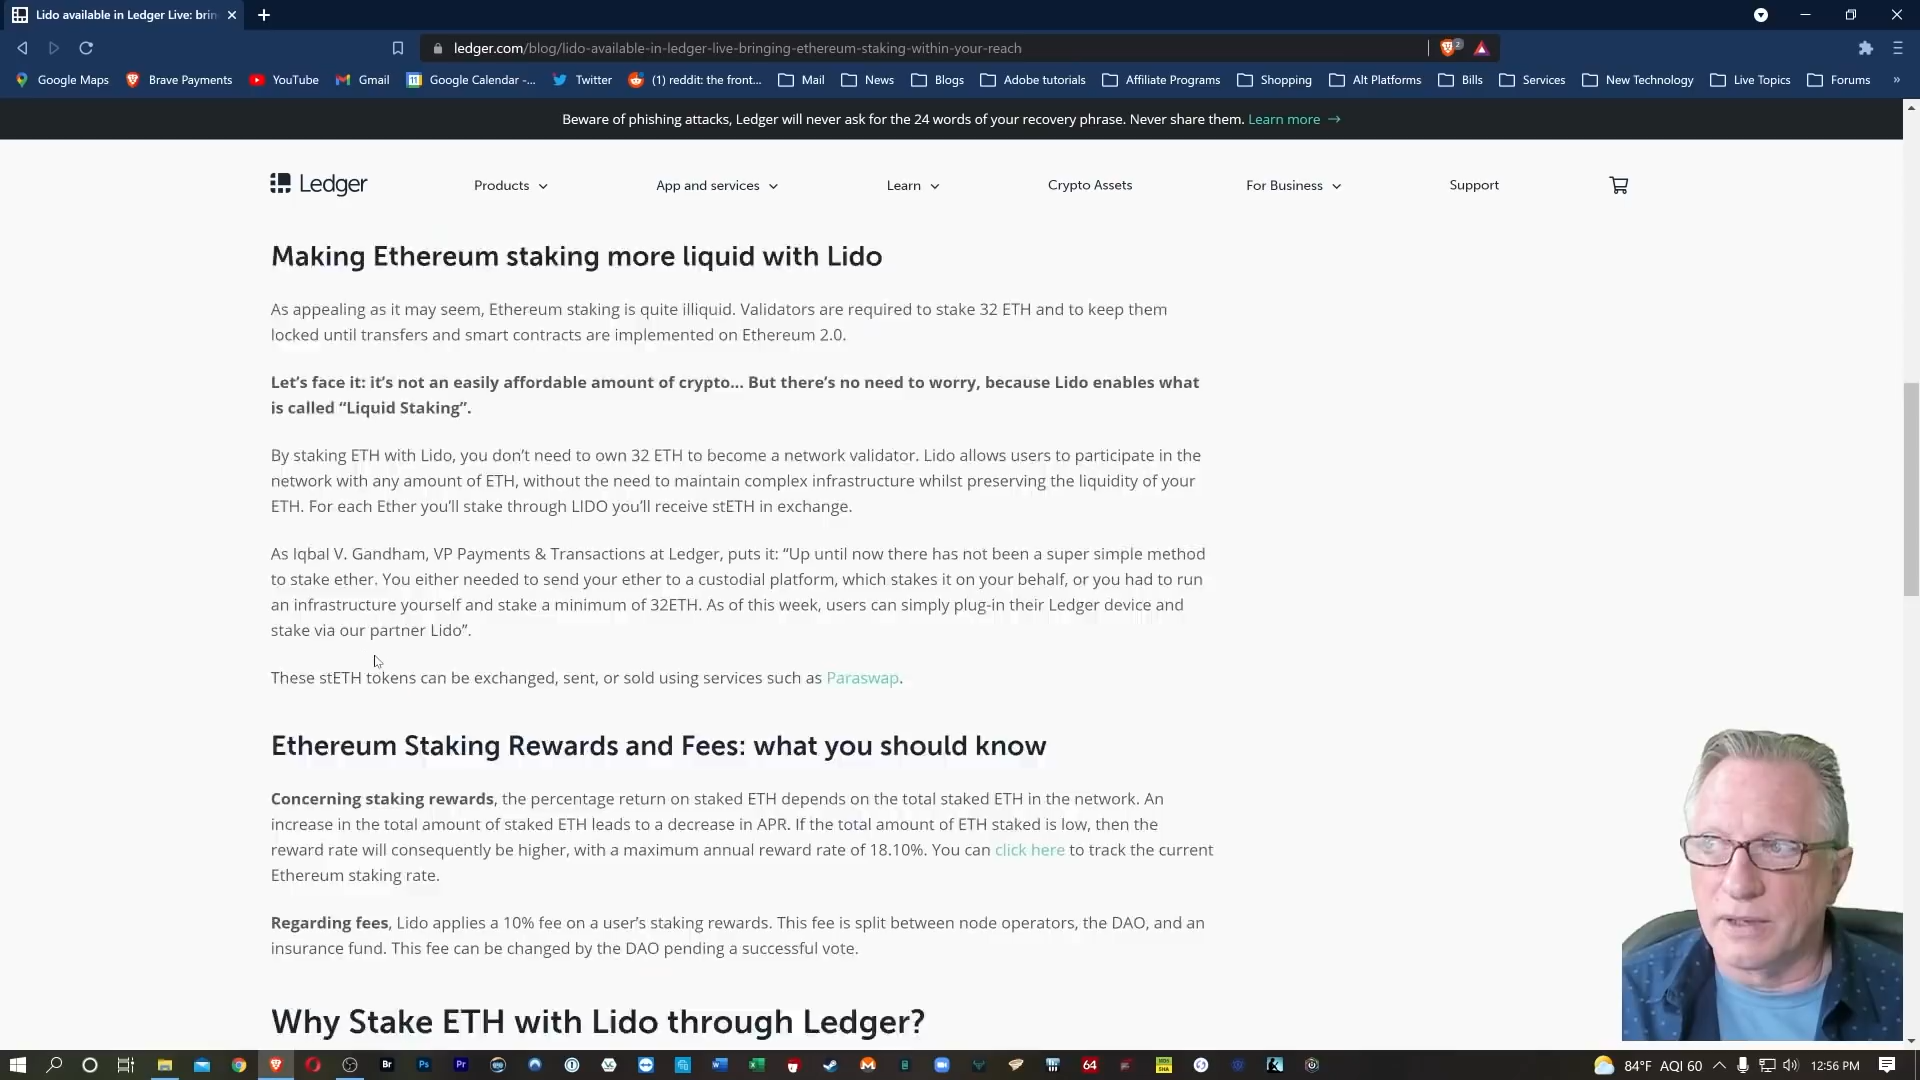 Lido available in Ledger Live: brin
ledger.com/blog/lido-available-in-ledger-live-bringing-ethereum-staking-within-your-reach
2
Google Maps Brave Payments YouTube Gmail Google Calendar -... Twitter (1) reddit: the front... Mail News Blogs Adobe tutorials Affiliate Programs Shopping Alt Platforms Bills Services New Technology Live Topics Forums »
Beware of phishing attacks, Ledger will never ask for the 24 words of your recovery phrase. Never share them. Learn more →
Ledger Products App and services Learn Crypto Assets For Business Support
Making Ethereum staking more liquid with Lido
As appealing as it may seem, Ethereum staking is quite illiquid. Validators are required to stake 32 ETH and to keep them
locked until transfers and smart contracts are implemented on Ethereum 2.0.
Let’s face it: it’s not an easily affordable amount of crypto... But there’s no need to worry, because Lido enables what
is called “Liquid Staking”.
By staking ETH with Lido, you don’t need to own 32 ETH to become a network validator. Lido allows users to participate in the
network with any amount of ETH, without the need to maintain complex infrastructure whilst preserving the liquidity of your
ETH. For each Ether you’ll stake through LIDO you’ll receive stETH in exchange.
As Iqbal V. Gandham, VP Payments & Transactions at Ledger, puts it: “Up until now there has not been a super simple method
to stake ether. You either needed to send your ether to a custodial platform, which stakes it on your behalf, or you had to run
an infrastructure yourself and stake a minimum of 32ETH. As of this week, users can simply plug-in their Ledger device and
stake via our partner Lido”.
These stETH tokens can be exchanged, sent, or sold using services such as Paraswap.
Ethereum Staking Rewards and Fees: what you should know
Concerning staking rewards, the percentage return on staked ETH depends on the total staked ETH in the network. An
increase in the total amount of staked ETH leads to a decrease in APR. If the total amount of ETH staked is low, then the
reward rate will consequently be higher, with a maximum annual reward rate of 18.10%. You can click here to track the current
Ethereum staking rate.
Regarding fees, Lido applies a 10% fee on a user’s staking rewards. This fee is split between node operators, the DAO, and an
insurance fund. This fee can be changed by the DAO pending a successful vote.
Why Stake ETH with Lido through Ledger?
Br Ps Pr 64 84°F AQI 60 12:56 PM